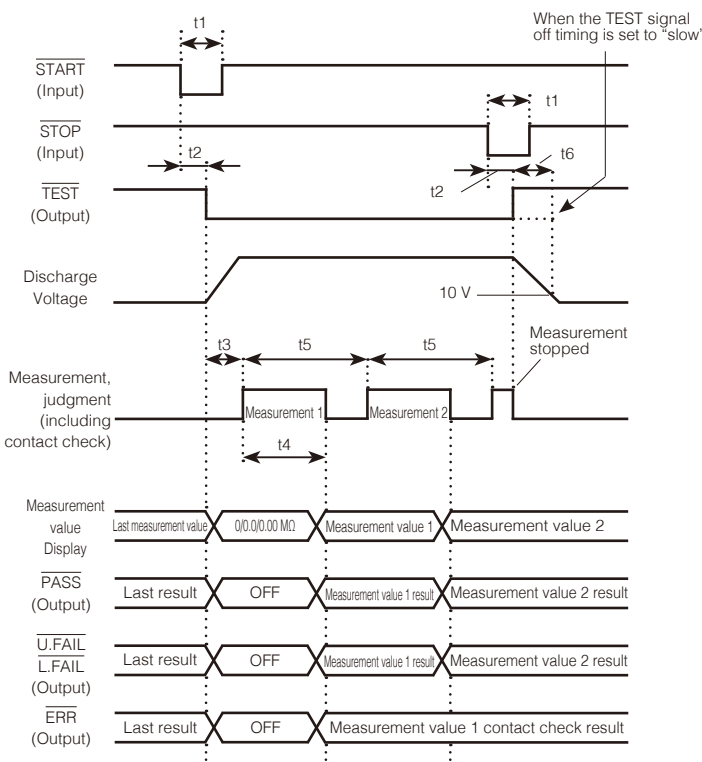 When the TEST signal
off timing is set to “slow’
t1
START
(Input)
t1
STOP
(Input)
t2
t6
t2
TEST
(Output)
Discharge
Voltage
10 V
Measurement
stopped
t3
t5
t5
Measurement,
judgment
(including
contact check)
Measurement 1
Measurement 2
t4
Measurement
value
Display
Last measurement value
0/0.0/0.00 MΩ
Measurement value 1
Measurement value 2
PASS
(Output)
Last result
OFF
Measurement value 1 result
Measurement value 2 result
U.FAIL
L.FAIL
(Output)
Last result
OFF
Measurement value 1 result
Measurement value 2 result
ERR
(Output)
Last result
OFF
Measurement value 1 contact check result